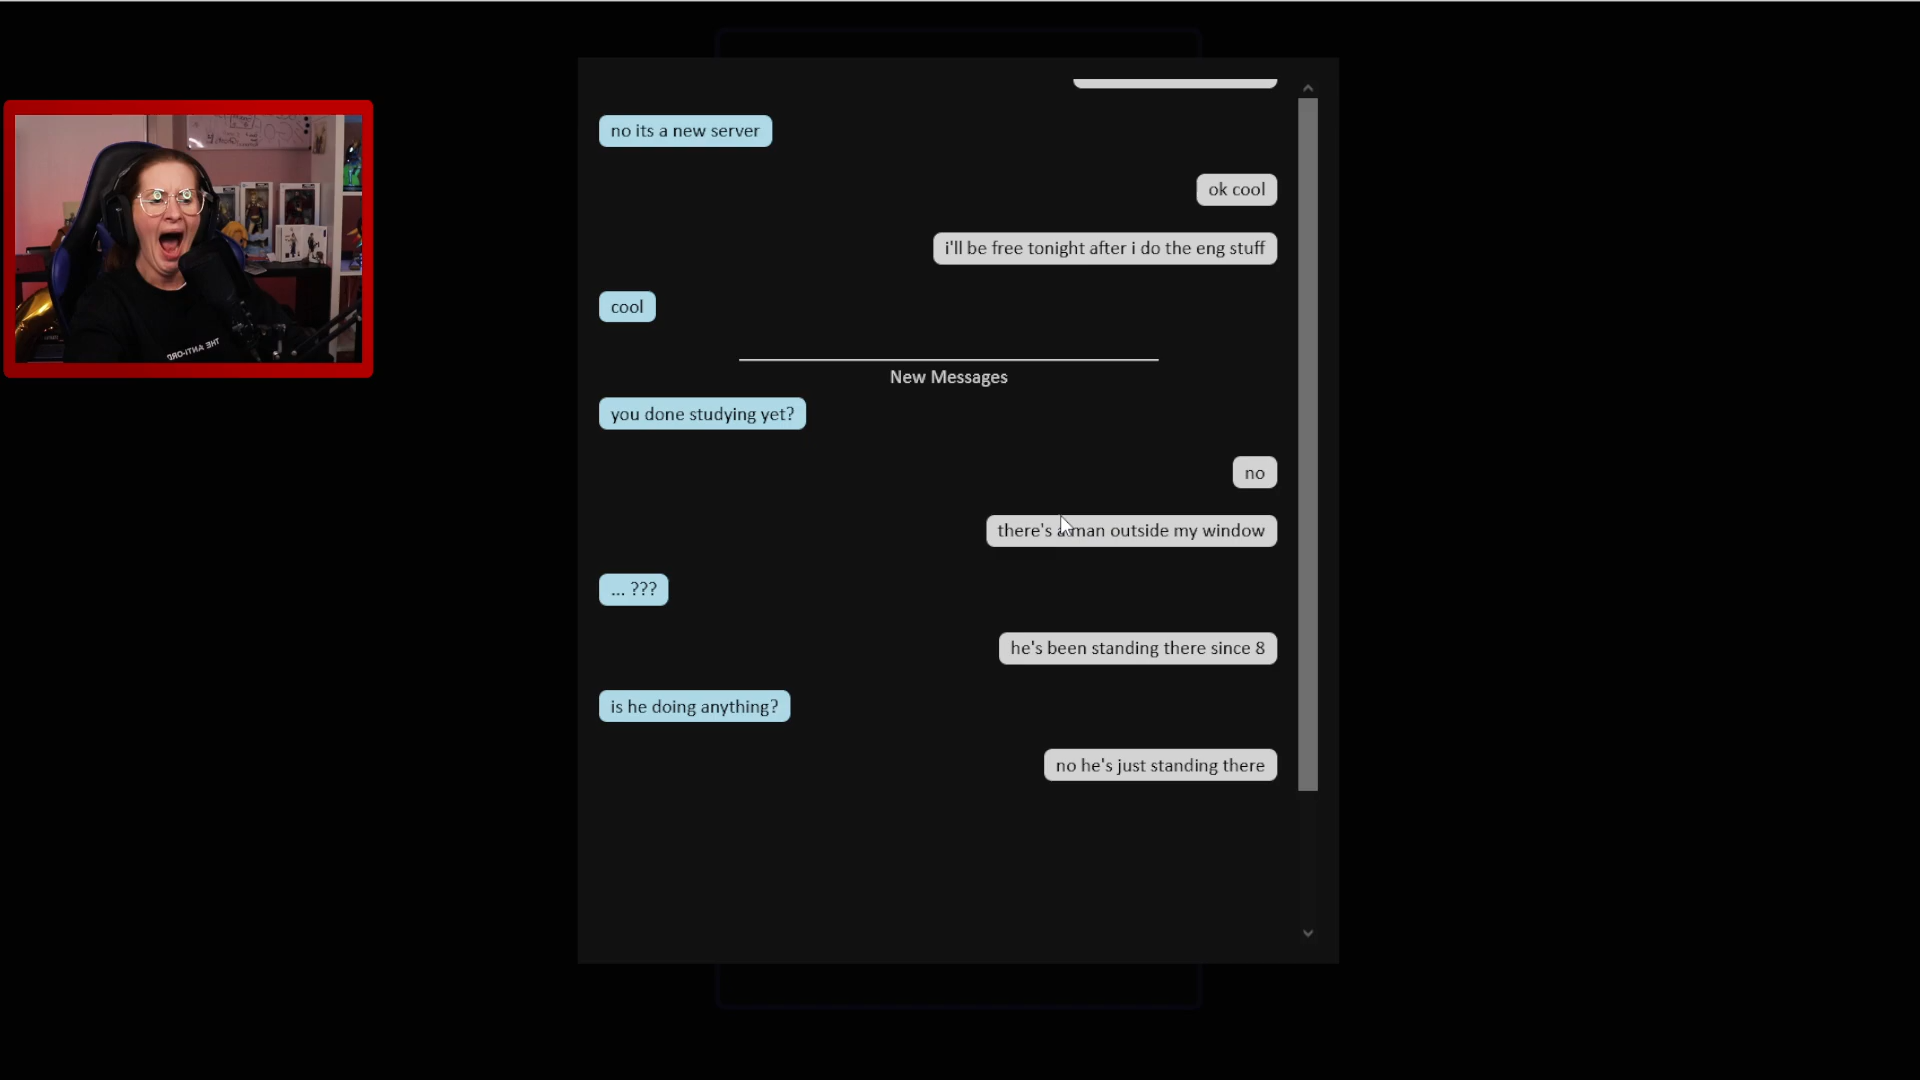 no its a new server
ok cool
i'll be free tonight after i do the eng stuff
cool
New Messages
you done studying yet?
no
there's a man outside my window
... ???
he's been standing there since 8
is he doing anything?
no he's just standing there